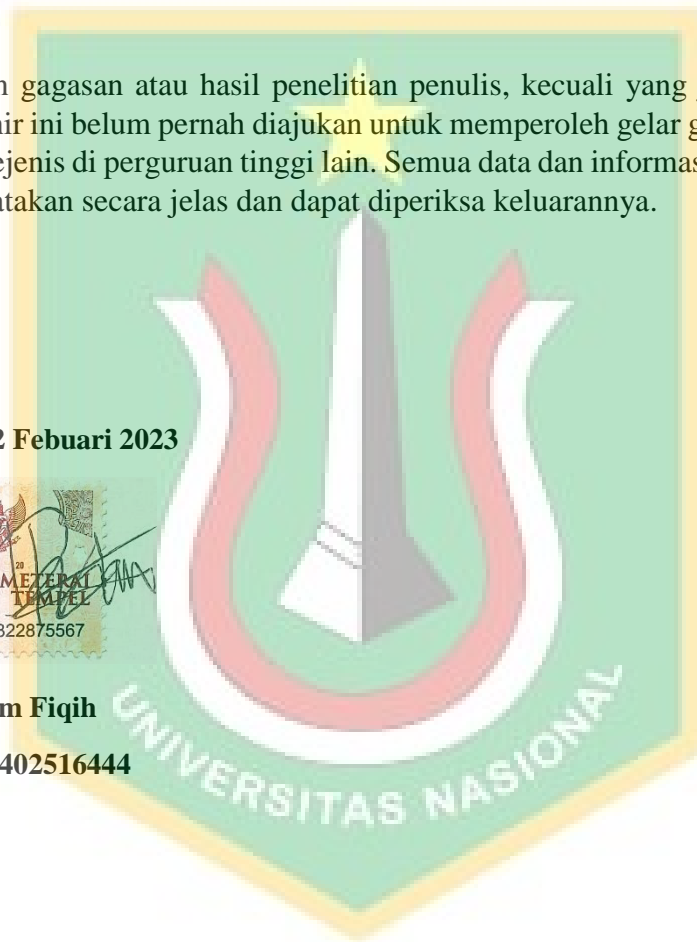 n gagasan atau hasil penelitian penulis, kecuali yang
ir ini belum pernah diajukan untuk memperoleh gelar g
ejenis di perguruan tinggi lain. Semua data dan informas
atakan secara jelas dan dapat diperiksa keluarannya.
2 Febuari 2023
20
METERAI
TEMPEL
322875567
m Fiqih
402516444
UNIVERSITAS NASIONAL